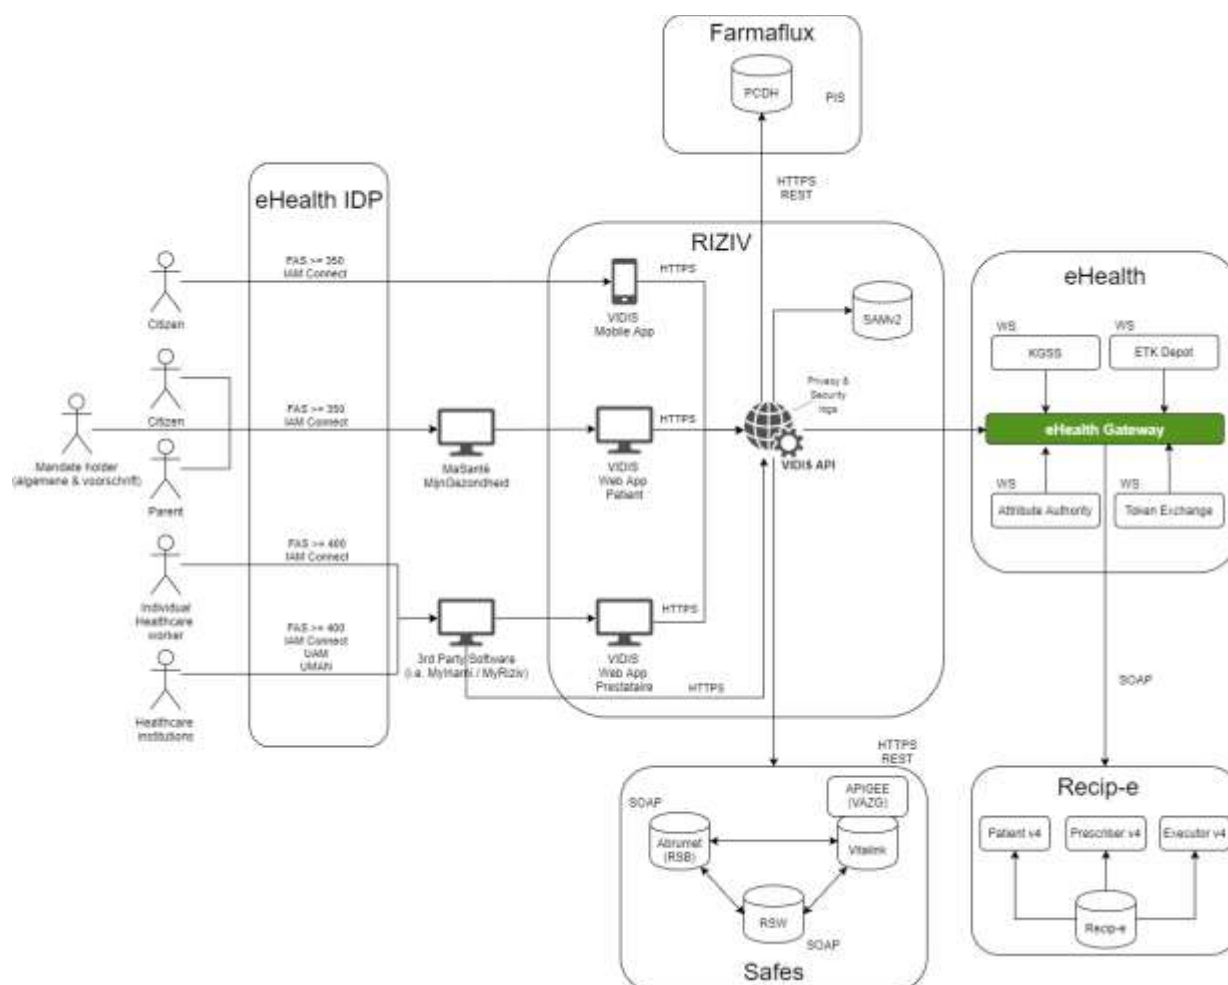 Farmaflux
PCDH
PIS
HTTPS
REST
eHealth IDP
RIZIV
eHealth
FAS >= 350
IAM Connect
HTTPS
Citizen
VIDIS
Mobile App
SAMv2
WS
KGSS
WS
ETK Depot
Privacy &
Security
logs
Citizen
FAS >= 350
IAM Connect
HTTPS
eHealth Gateway
VIDIS API
Mandate holder
(algemene & voorschrift)
MaSanté
MijnGezondheid
VIDIS
Web App
Patient
WS
Attribute Authority
WS
Token Exchange
Parent
FAS >= 400
IAM Connect
Individual
Healthcare
worker
FAS >= 400
IAM Connect
UAM
UMAN
HTTPS
3rd Party Software
(i.e. MyInami / MyRiziv)
VIDIS
Web App
Prestataire
HTTPS
SOAP
Healthcare
institutions
HTTPS
REST
SOAP
APIGEE
(VAZG)
Abrumet
(RSB)
Vitalink
RSW
SOAP
Safes
Recip-e
Patient v4
Prescriber v4
Executor v4
Recip-e